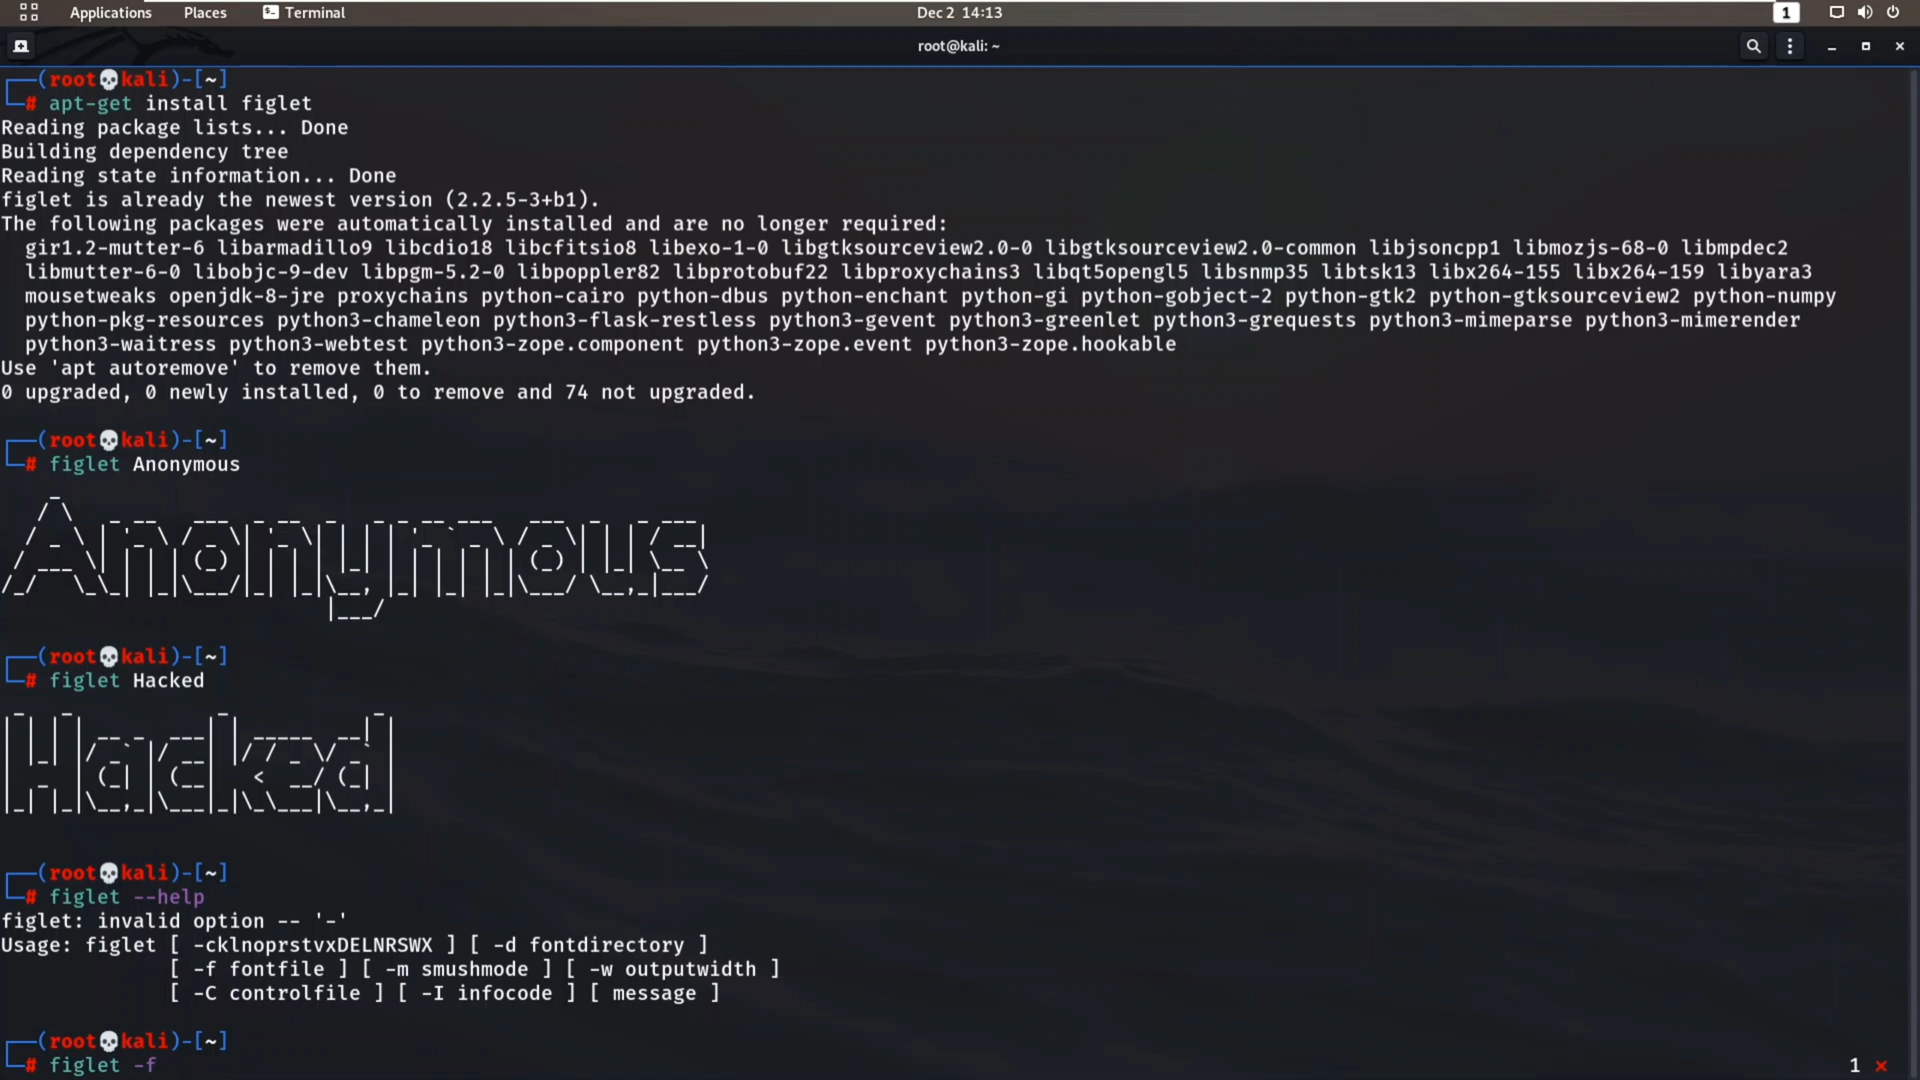 Applications Places Terminal Dec 2 14:13 1
root@kali: ~
(root💀kali)-[~]
# apt-get install figlet
Reading package lists... Done
Building dependency tree
Reading state information... Done
figlet is already the newest version (2.2.5-3+b1).
The following packages were automatically installed and are no longer required:
gir1.2-mutter-6 libarmadillo9 libcdio18 libcfitsio8 libexo-1-0 libgtksourceview2.0-0 libgtksourceview2.0-common libjsoncpp1 libmozjs-68-0 libmpdec2
libmutter-6-0 libobjc-9-dev libpgm-5.2-0 libpoppler82 libprotobuf22 libproxychains3 libqt5opengl5 libsnmp35 libtsk13 libx264-155 libx264-159 libyara3
mousetweaks openjdk-8-jre proxychains python-cairo python-dbus python-enchant python-gi python-gobject-2 python-gtk2 python-gtksourceview2 python-numpy
python-pkg-resources python3-chameleon python3-flask-restless python3-gevent python3-greenlet python3-grequests python3-mimeparse python3-mimerender
python3-waitress python3-webtest python3-zope.component python3-zope.event python3-zope.hookable
Use 'apt autoremove' to remove them.
0 upgraded, 0 newly installed, 0 to remove and 74 not upgraded.
(root💀kali)-[~]
# figlet Anonymous
Anonymous
(root💀kali)-[~]
# figlet Hacked
Hacked
(root💀kali)-[~]
# figlet --help
figlet: invalid option -- '-'
Usage: figlet [ -cklnoprstvxDELNRSWX ] [ -d fontdirectory ]
[ -f fontfile ] [ -m smushmode ] [ -w outputwidth ]
[ -C controlfile ] [ -I infocode ] [ message ]
(root💀kali)-[~]
# figlet -f 1 ✗